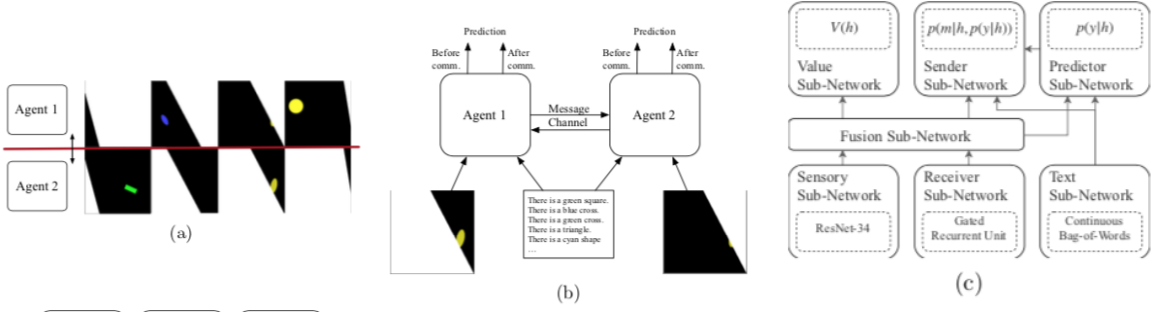 Agent 1
Agent 2
(a)
Prediction
Prediction
Before
comm.
After
comm.
Before
comm.
After
comm.
Agent 1
Message
Channel
Agent 2
There is a green square.
There is a blue cross.
There is a green cross.
There is a triangle.
There is a cyan shape
...
(b)
V(h)
p(m|h, p(y|h))
p(y|h)
Value
Sub-Network
Sender
Sub-Network
Predictor
Sub-Network
Fusion Sub-Network
Sensory
Sub-Network
Receiver
Sub-Network
Text
Sub-Network
ResNet-34
Gated
Recurrent Unit
Continuous
Bag-of-Words
(c)